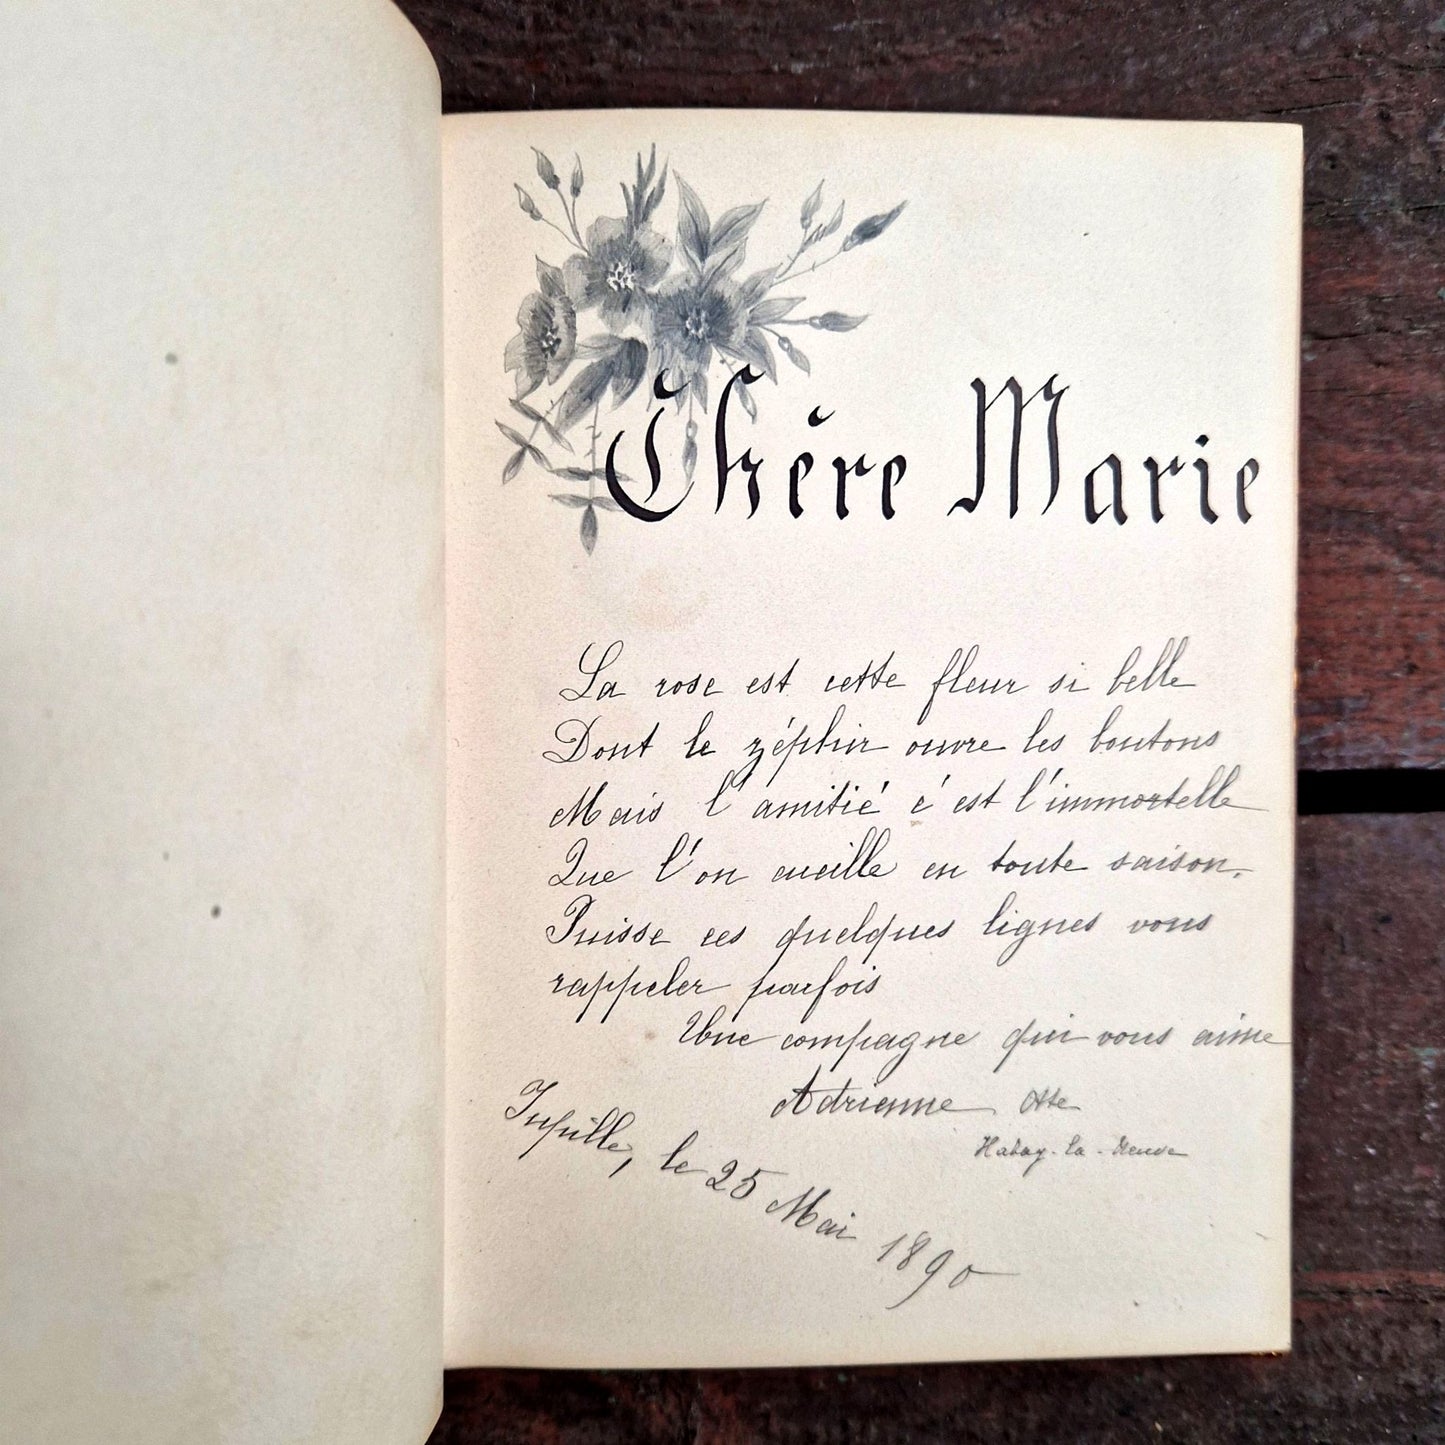 Chère Marie
La rose est cette fleur si belle
Dont le zéphir ouvre les boutons
Mais l'amitié c'est l'immortelle
Que l'on cueille en toute saison.
Puisse ces quelques lignes vous
rappeler parfois
Une compagne qui vous aime
Adrienne Otte
Habay-la-Neuve
Jupille, le 25 Mai 1890